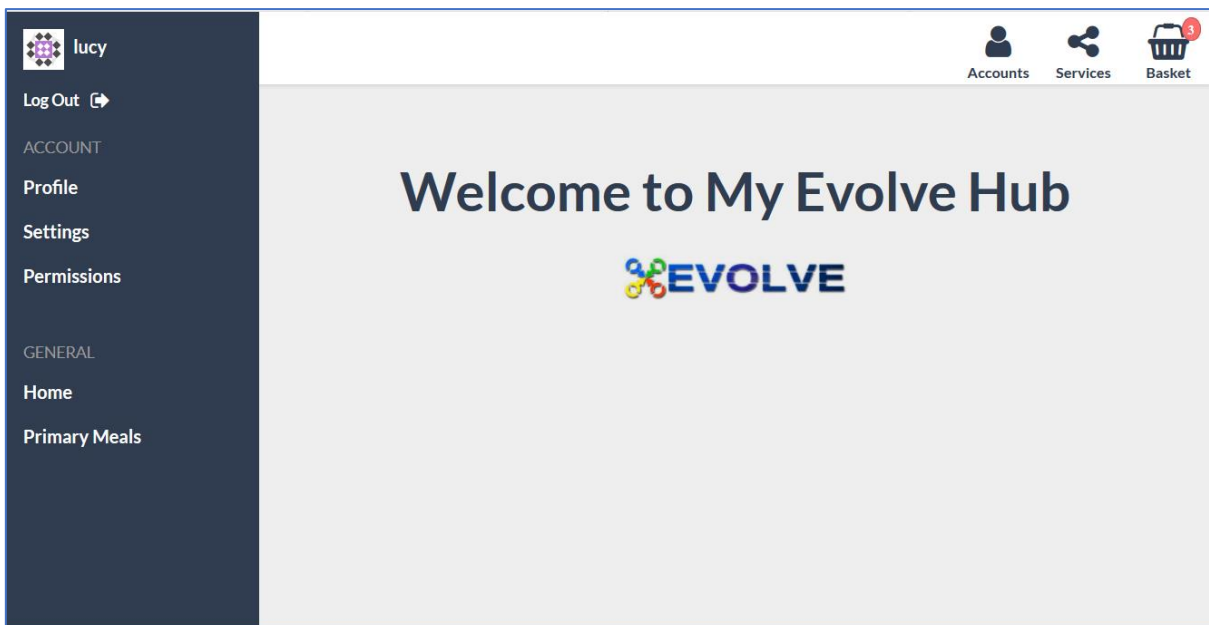 lucy
Log Out
ACCOUNT
Profile
Settings
Permissions
GENERAL
Home
Primary Meals
Accounts
Services
3
Basket
Welcome to My Evolve Hub
EVOLVE